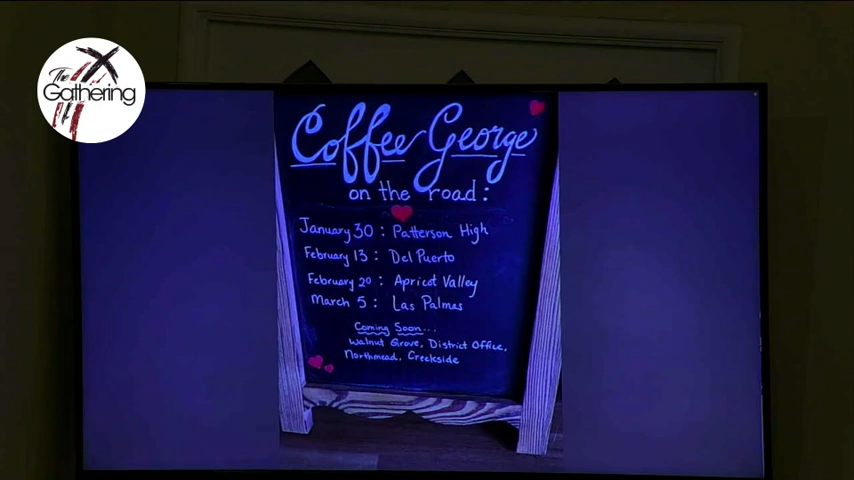 The
Gathering
Coffee George
on the road:
January 30 : Patterson High
February 13 : Del Puerto
February 20 : Apricot Valley
March 5 : Las Palmas
Coming Soon...
Walnut Grove, District Office,
Northmead, Creekside